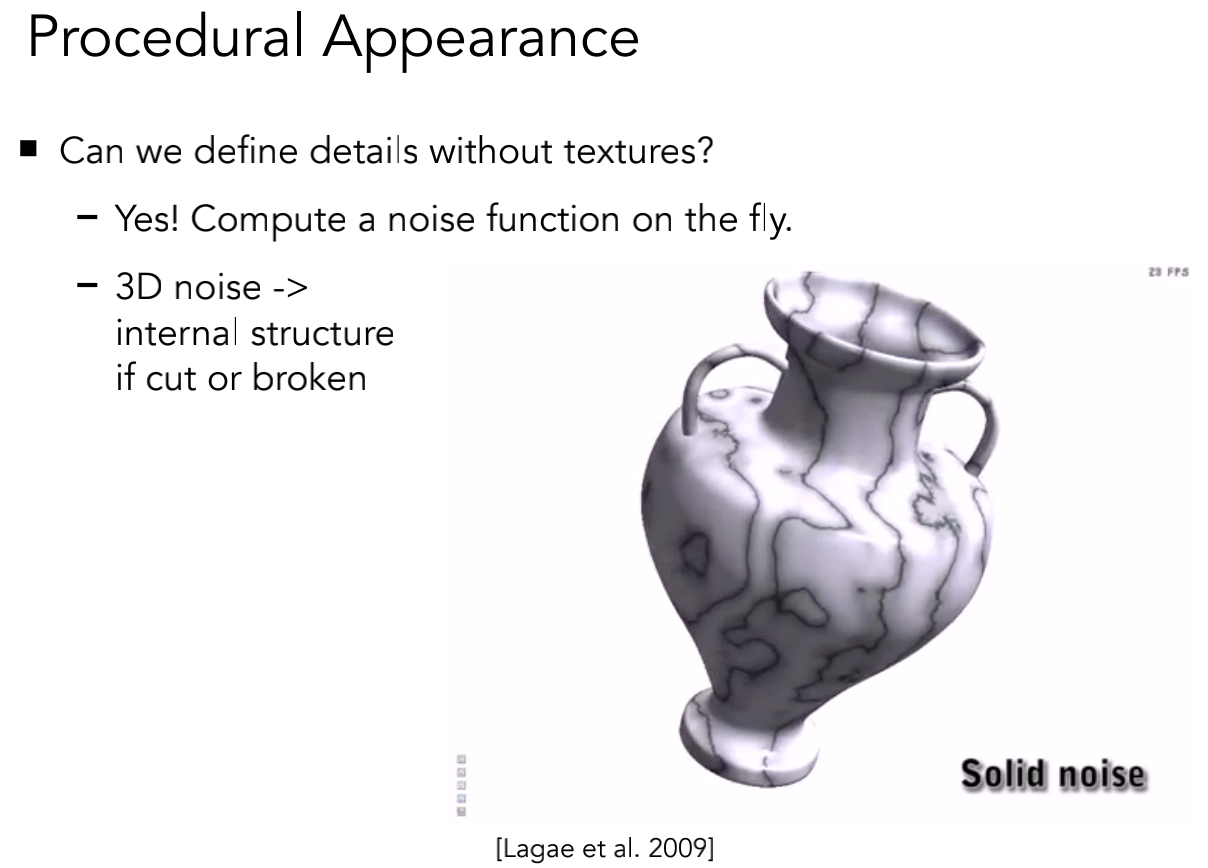 Procedural Appearance
■ Can we define details without textures?
– Yes! Compute a noise function on the fly.
– 3D noise ->
internal structure
if cut or broken
23 FPS
Solid noise
[Lagae et al. 2009]